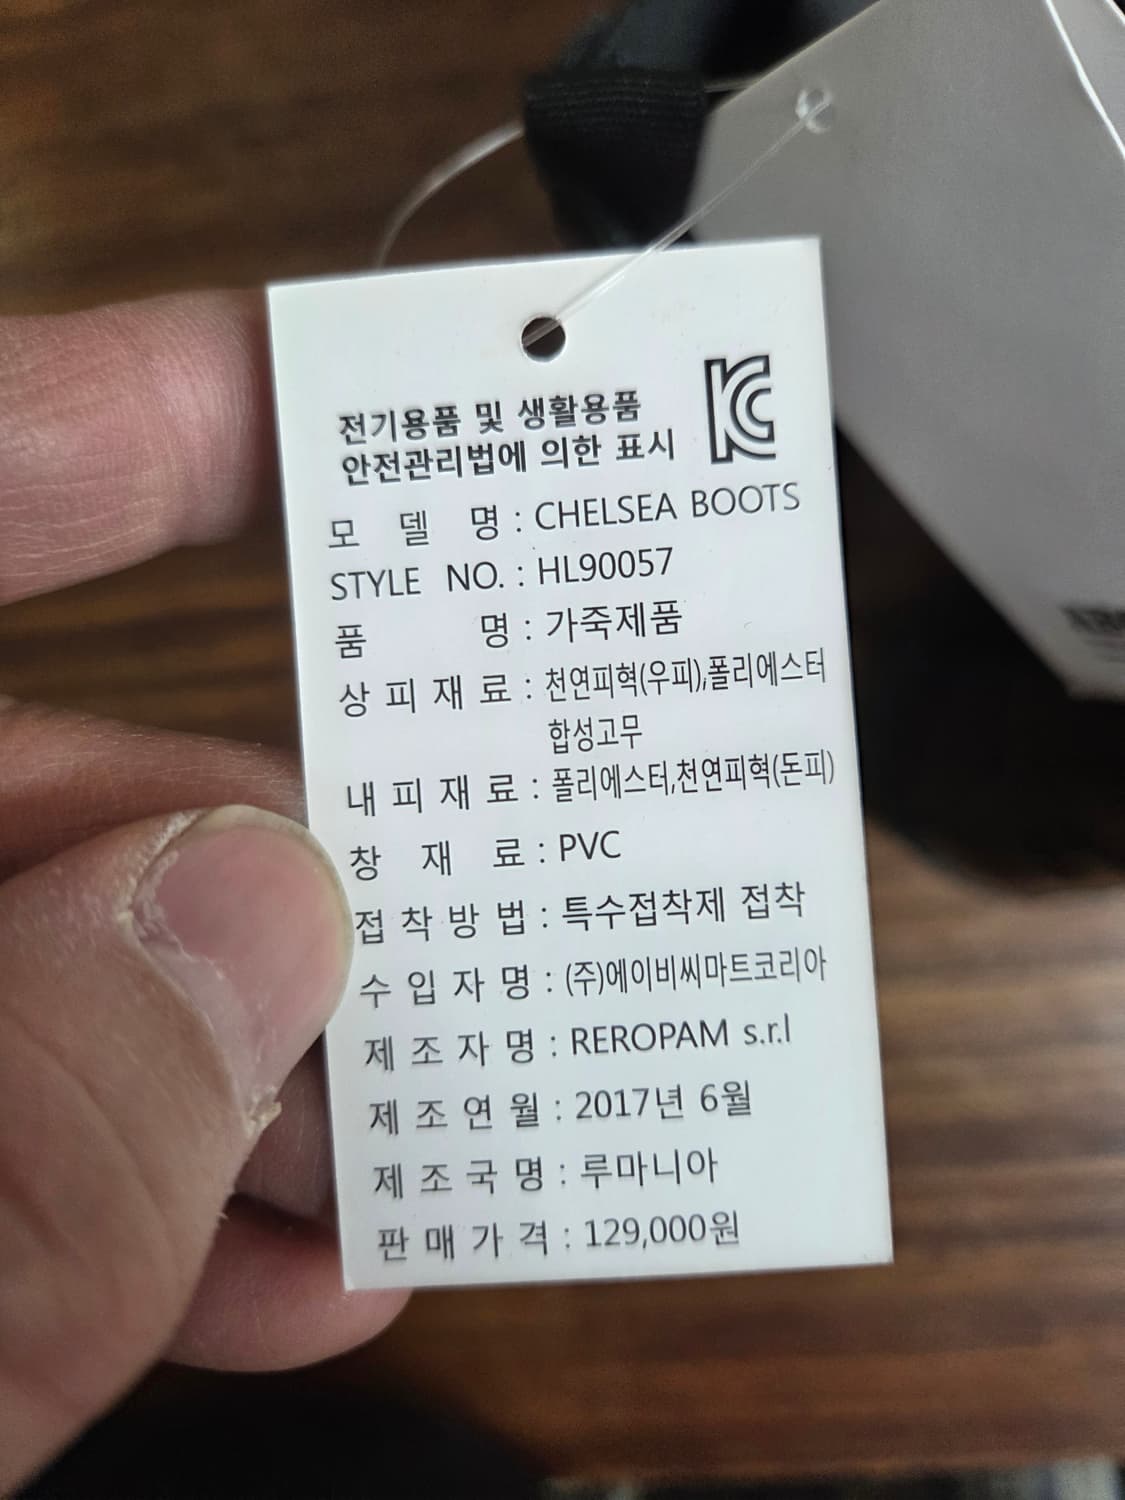 전기용품 및 생활용품
안전관리법에 의한 표시
모 델 명 : CHELSEA BOOTS
STYLE NO. : HL90057
품 명 : 가죽제품
상 피 재 료 : 천연피혁(우피),폴리에스터
합성고무
내 피 재 료 : 폴리에스터,천연피혁(돈피)
창 재 료 : PVC
접 착 방 법 : 특수접착제 접착
수 입 자 명 : (주)에이비씨마트코리아
제 조 자 명 : REROPAM s.r.l
제 조 연 월 : 2017년 6월
제 조 국 명 : 루마니아
판 매 가 격 : 129,000원